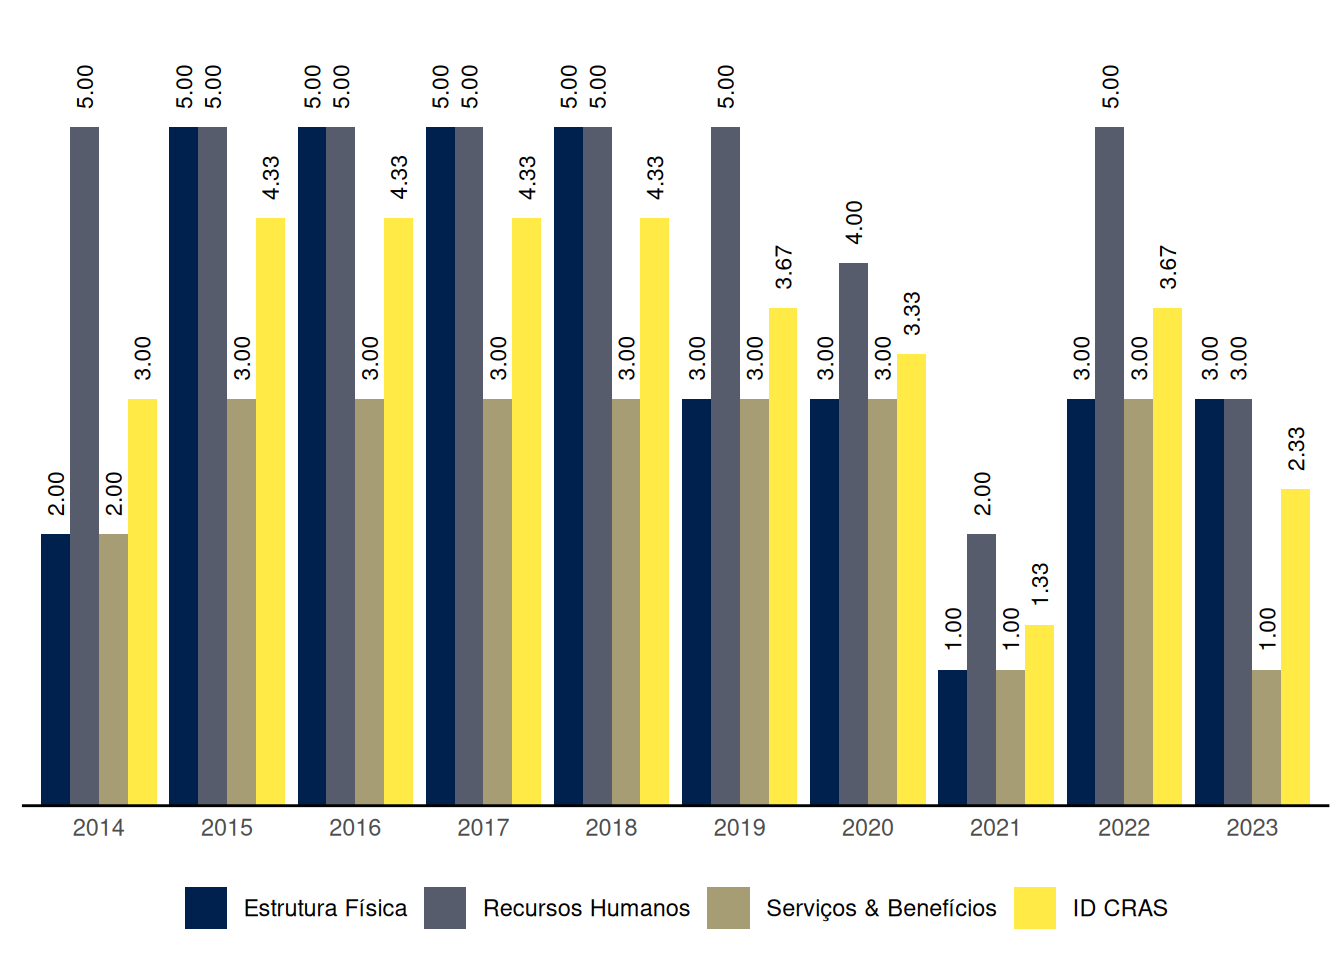 5.00 5.00 5.00 5.00 5.00 5.00 5.00 5.00 5.00 5.00 5.00
4.33 4.33 4.33 4.33
4.00
3.67 3.67
3.33
3.00 3.00 3.00 3.00 3.00 3.00 3.00 3.00 3.00 3.00 3.00 3.00 3.00
2.33
2.00 2.00 2.00
1.33
1.00 1.00 1.00
2014 2015 2016 2017 2018 2019 2020 2021 2022 2023
Estrutura Física Recursos Humanos Serviços & Benefícios ID CRAS